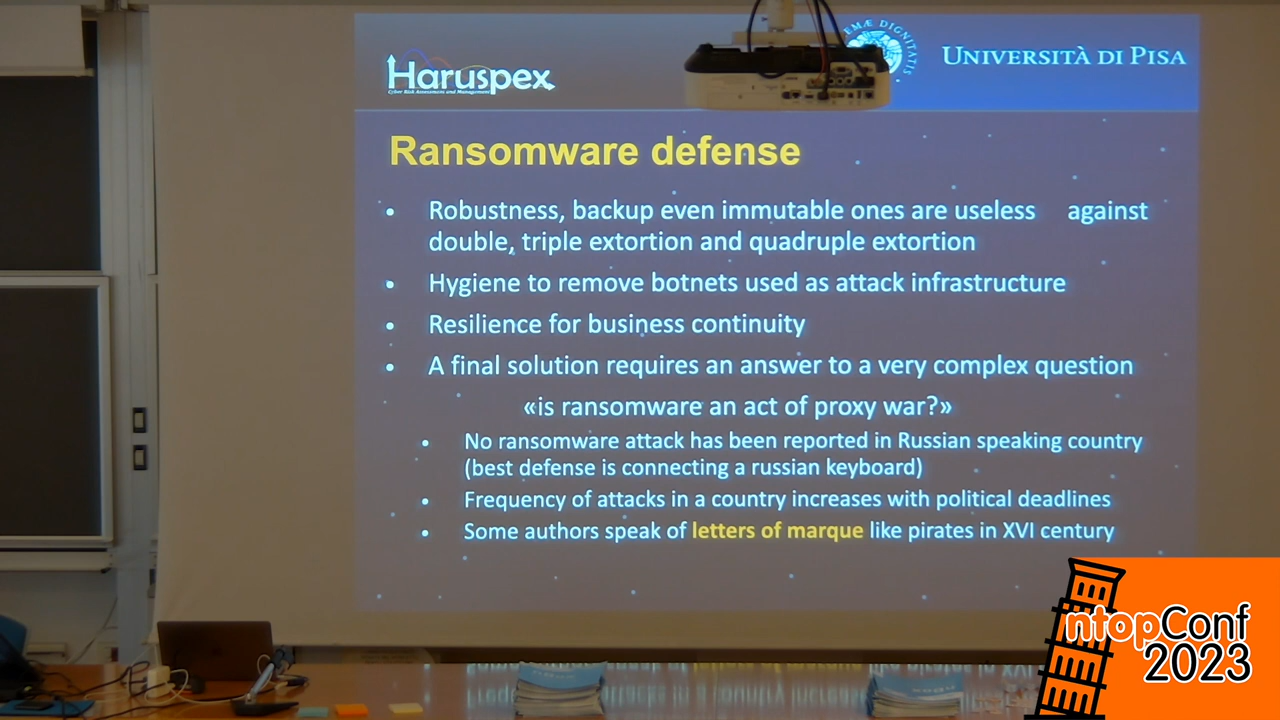 Haruspex
Cyber Risk Assessment and Management
EMÆ DIGNITATIS
UNIVERSITÀ DI PISA
Ransomware defense
• Robustness, backup even immutable ones are useless against
double, triple extortion and quadruple extortion
• Hygiene to remove botnets used as attack infrastructure
• Resilience for business continuity
• A final solution requires an answer to a very complex question
«is ransomware an act of proxy war?»
• No ransomware attack has been reported in Russian speaking country
(best defense is connecting a russian keyboard)
• Frequency of attacks in a country increases with political deadlines
• Some authors speak of letters of marque like pirates in XVI century
ntopConf
2023